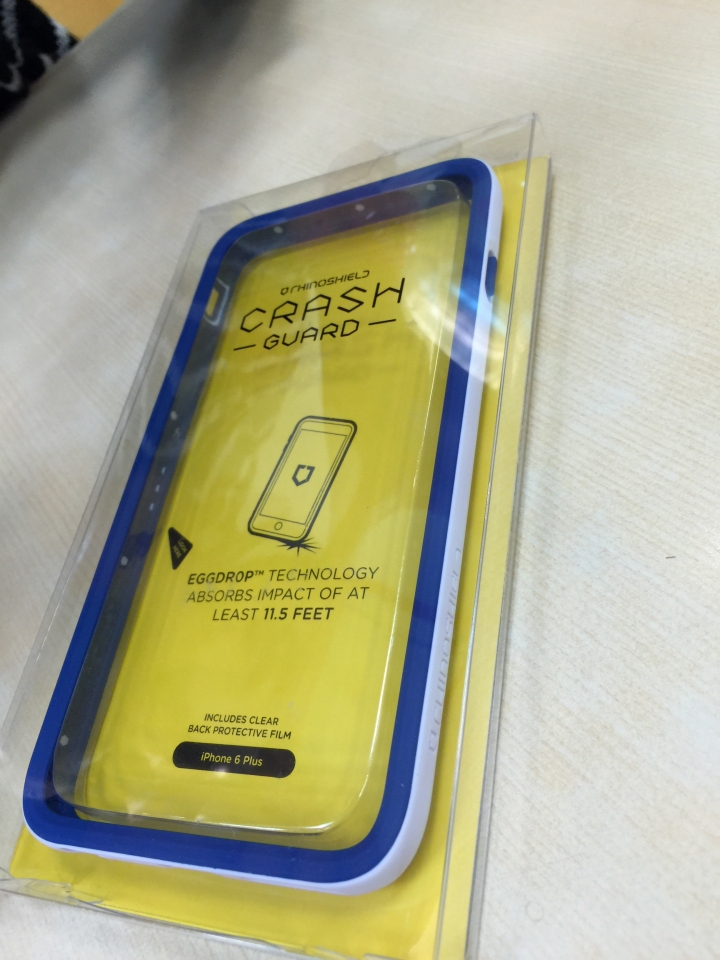 RHINOSHIELD
CRASH
— GUARD —
EGGDROP™ TECHNOLOGY
ABSORBS IMPACT OF AT
LEAST 11.5 FEET
INCLUDES CLEAR
BACK PROTECTIVE FILM
iPhone 6 Plus